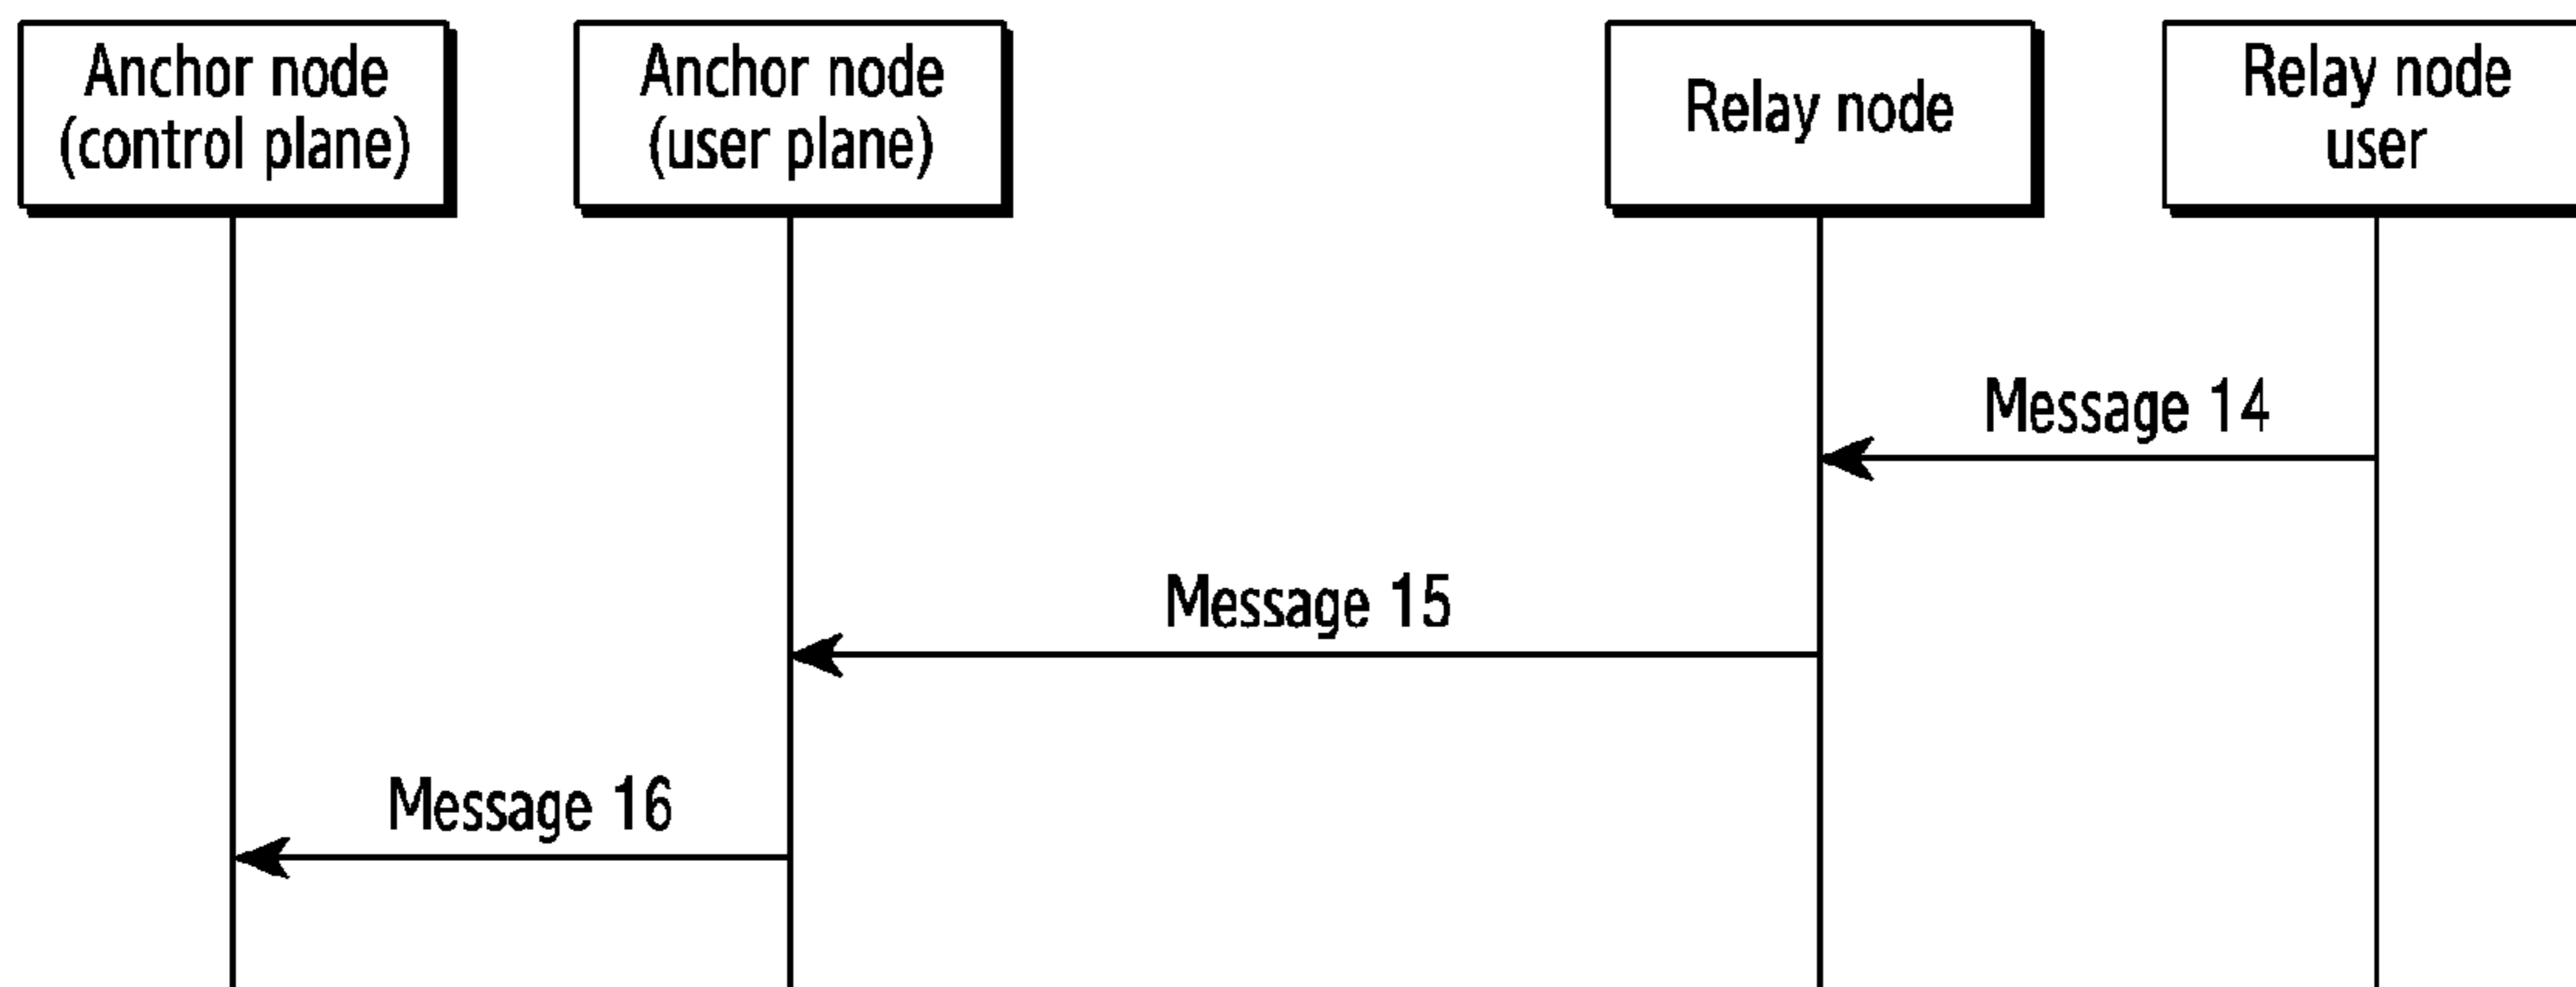 Anchor node
(control plane)
Anchor node
(user plane)
Relay node
Relay node
user
Message 14
Message 15
Message 16